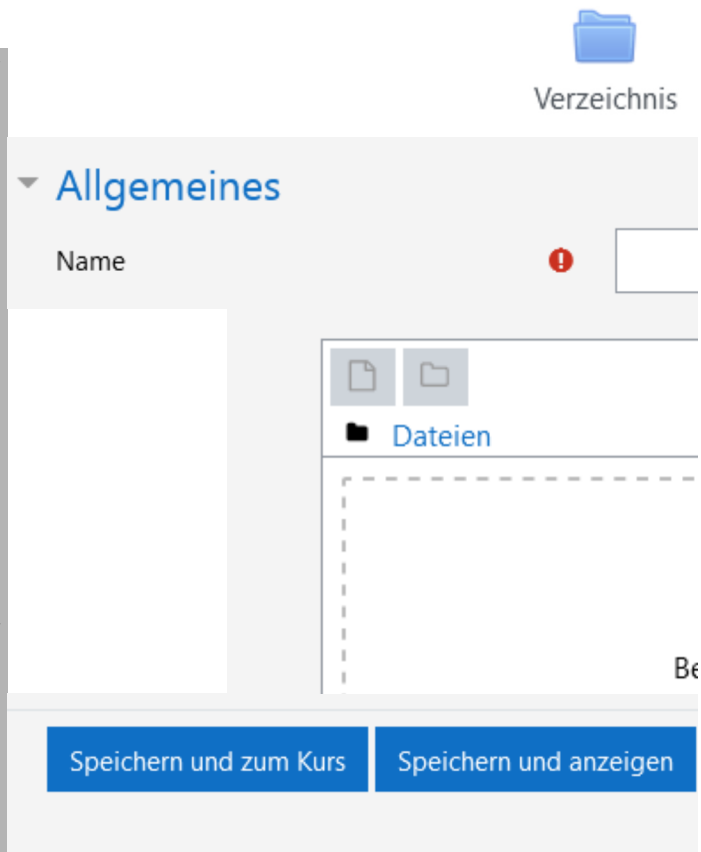 Verzeichnis
Allgemeines
Name
Dateien
Speichern und zum Kurs
Speichern und anzeigen